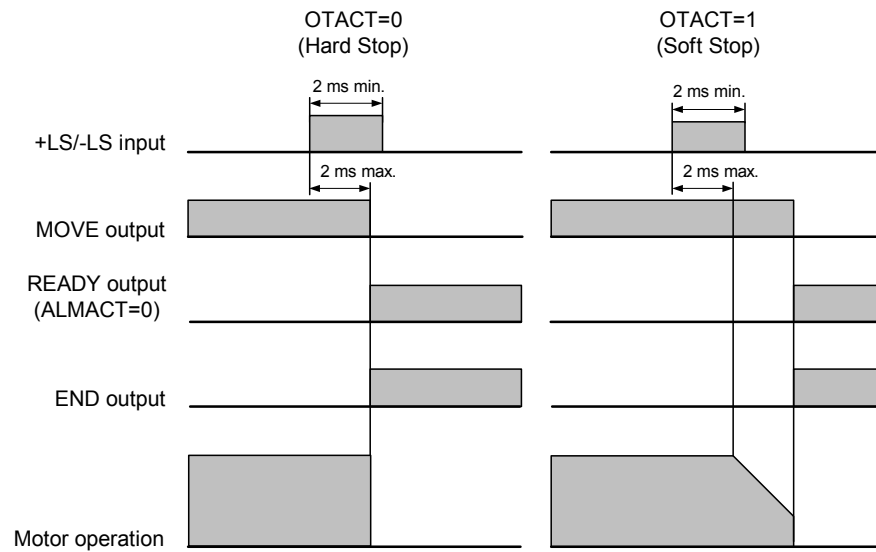 OTACT=0
(Hard Stop)
OTACT=1
(Soft Stop)
2 ms min.
2 ms min.
+LS/-LS input
2 ms max.
2 ms max.
MOVE output
READY output
(ALMACT=0)
END output
Motor operation